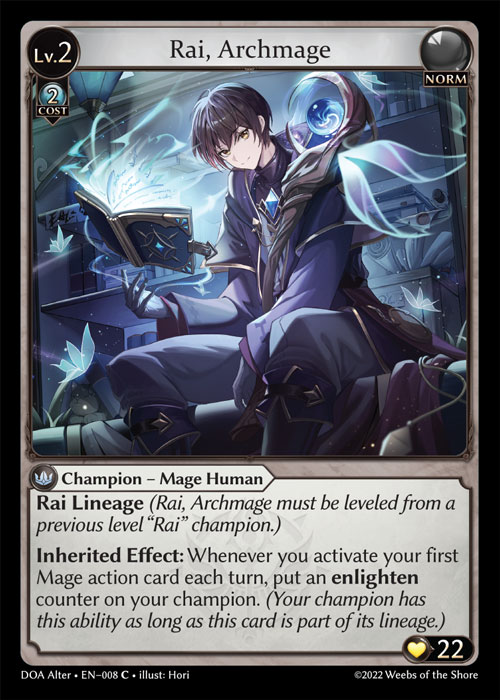 Lv.2
Rai, Archmage
NORM
2
COST
Champion – Mage Human
Rai Lineage (Rai, Archmage must be leveled from a
previous level “Rai” champion.)
Inherited Effect: Whenever you activate your first
Mage action card each turn, put an enlighten
counter on your champion. (Your champion has
this ability as long as this card is part of its lineage.)
22
DOA Alter • EN–008 C • illust: Hori
©2022 Weebs of the Shore